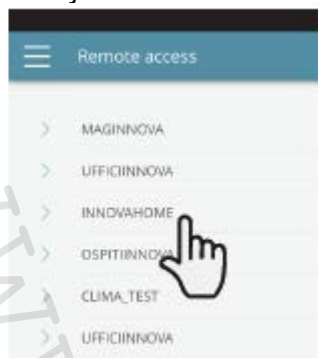 Remote access
MAGINNOVA
UFFICIINNOVA
INNOVAHOME
OSPITIINNOVA
CLIMA_TEST
UFFICIINNOVA